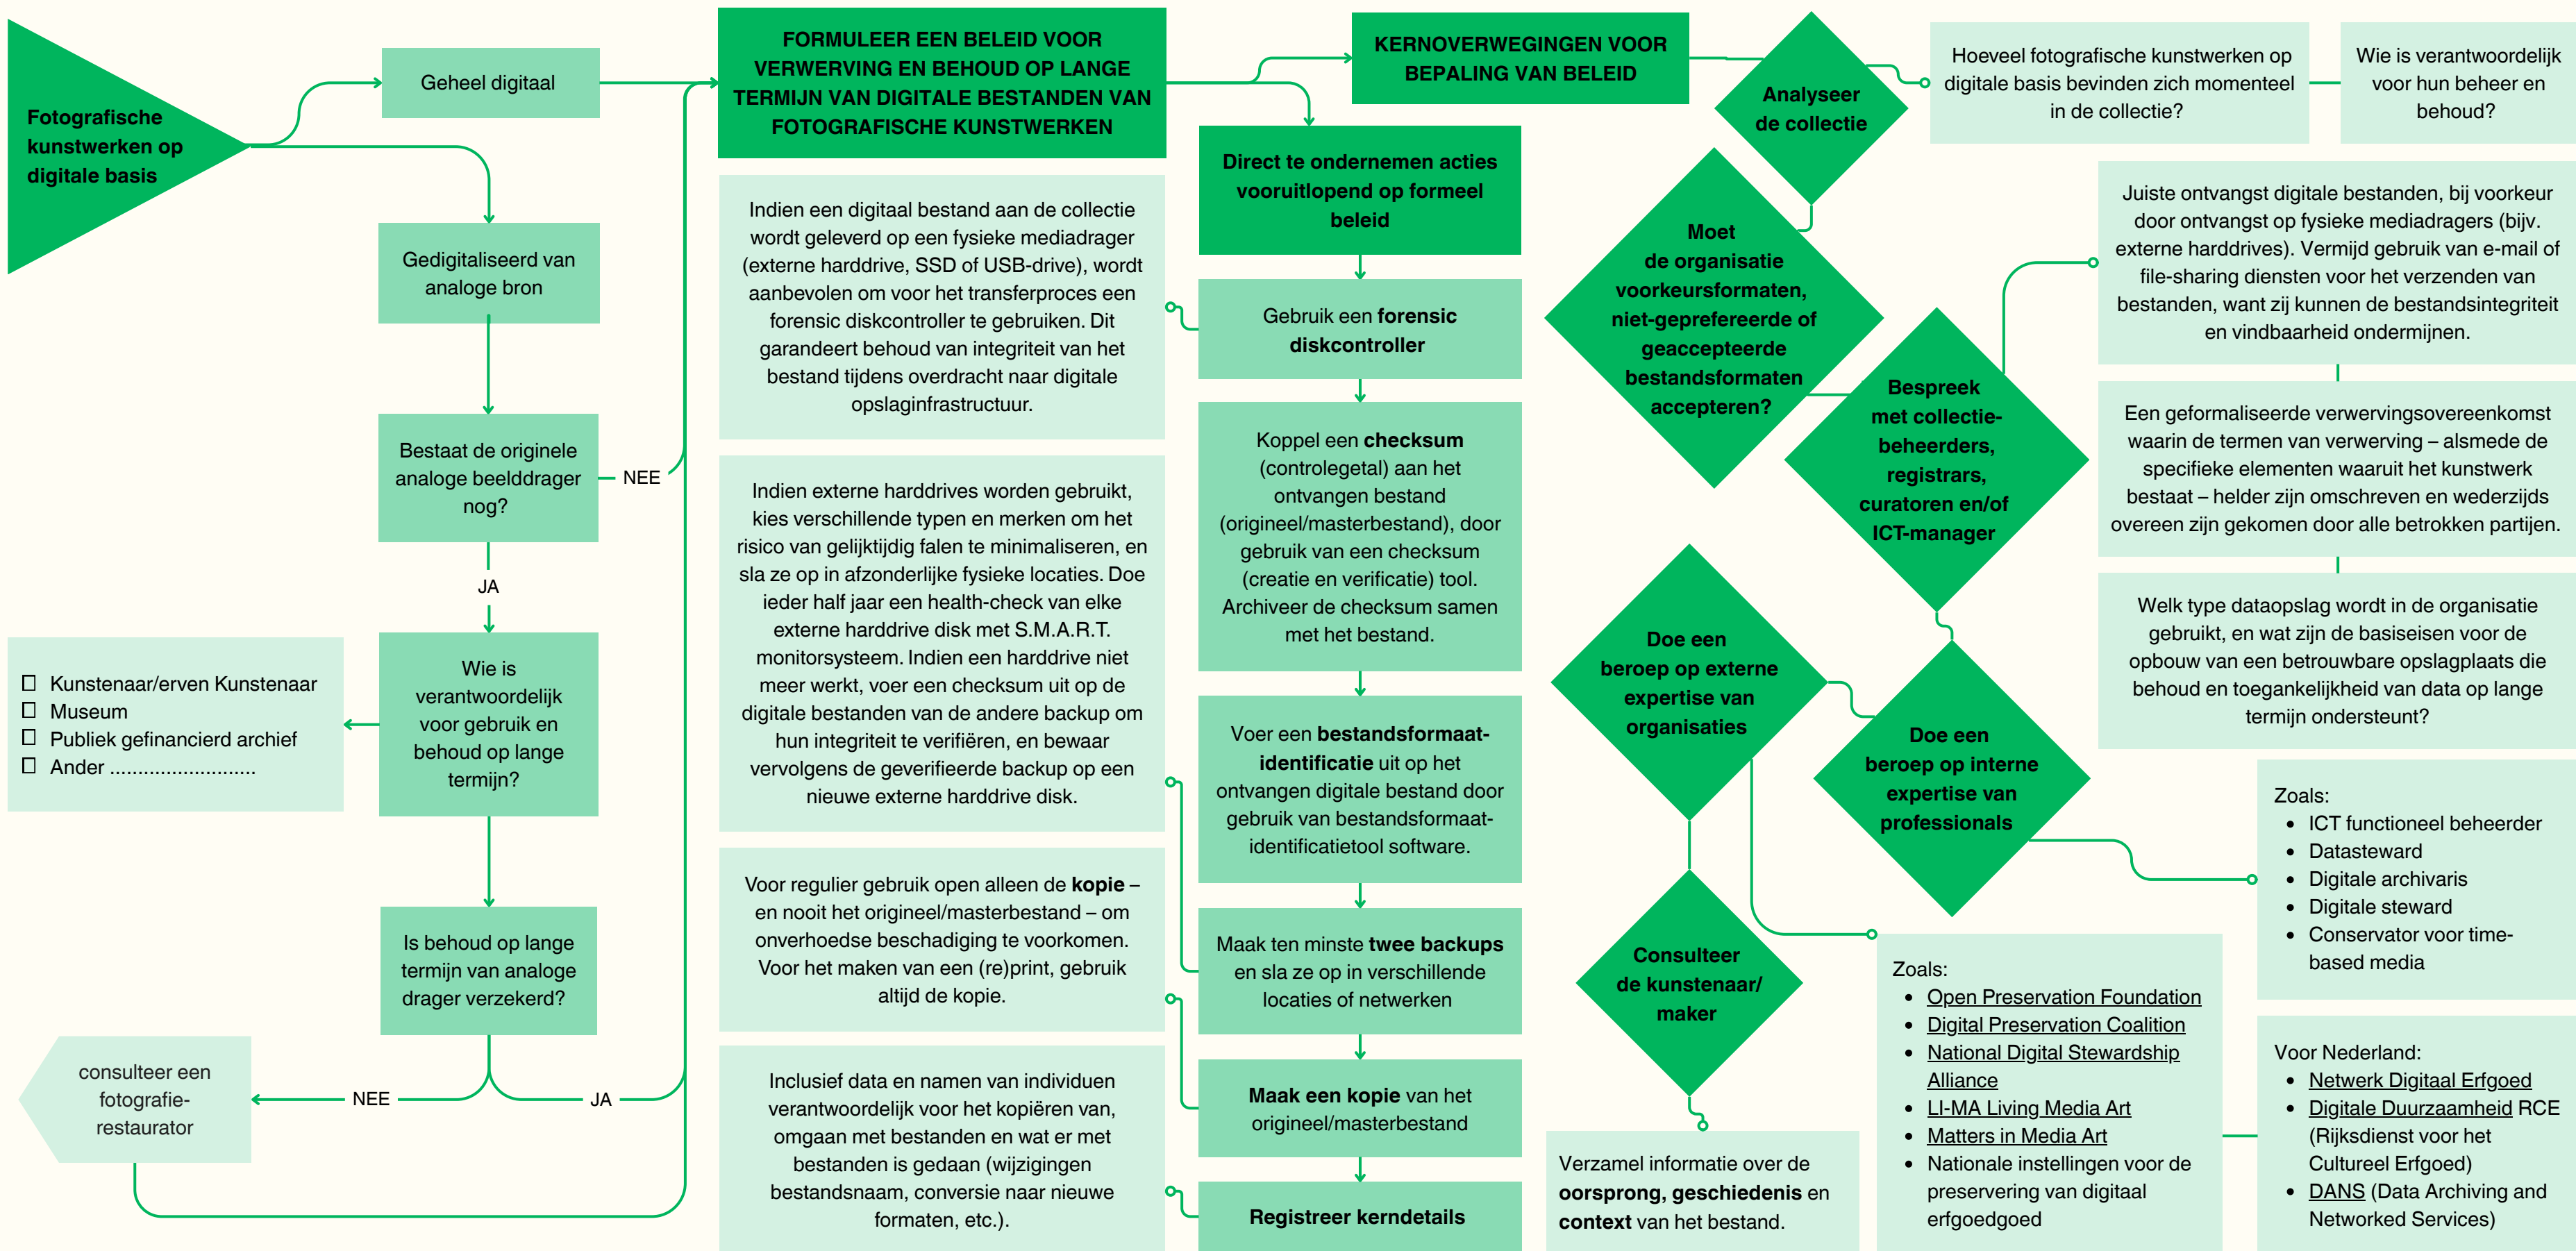 Fotografische
kunstwerken op
digitale basis
Geheel digitaal
Gedigitaliseerd van
analoge bron
Bestaat de originele
analoge beelddrager
nog?
NEE
JA
Wie is
verantwoordelijk
voor gebruik en
behoud op lange
termijn?
☐ Kunstenaar/erven Kunstenaar
☐ Museum
☐ Publiek gefinancierd archief
☐ Ander ..........................
Is behoud op lange
termijn van analoge
drager verzekerd?
NEE
JA
consulteer een
fotografie-
restaurator
FORMULEER EEN BELEID VOOR
VERWERVING EN BEHOUD OP LANGE
TERMIJN VAN DIGITALE BESTANDEN VAN
FOTOGRAFISCHE KUNSTWERKEN
Indien een digitaal bestand aan de collectie
wordt geleverd op een fysieke mediadrager
(externe harddrive, SSD of USB-drive), wordt
aanbevolen om voor het transferproces een
forensic diskcontroller te gebruiken. Dit
garandeert behoud van integriteit van het
bestand tijdens overdracht naar digitale
opslaginfrastructuur.
Indien externe harddrives worden gebruikt,
kies verschillende typen en merken om het
risico van gelijktijdig falen te minimaliseren, en
sla ze op in afzonderlijke fysieke locaties. Doe
ieder half jaar een health-check van elke
externe harddrive disk met S.M.A.R.T.
monitorsysteem. Indien een harddrive niet
meer werkt, voer een checksum uit op de
digitale bestanden van de andere backup om
hun integriteit te verifiëren, en bewaar
vervolgens de geverifieerde backup op een
nieuwe externe harddrive disk.
Voor regulier gebruik open alleen de kopie –
en nooit het origineel/masterbestand – om
onverhoedse beschadiging te voorkomen.
Voor het maken van een (re)print, gebruik
altijd de kopie.
Inclusief data en namen van individuen
verantwoordelijk voor het kopiëren van,
omgaan met bestanden en wat er met
bestanden is gedaan (wijzigingen
bestandsnaam, conversie naar nieuwe
formaten, etc.).
Direct te ondernemen acties
vooruitlopend op formeel
beleid
Gebruik een forensic
diskcontroller
Koppel een checksum
(controlegetal) aan het
ontvangen bestand
(origineel/masterbestand), door
gebruik van een checksum
(creatie en verificatie) tool.
Archiveer de checksum samen
met het bestand.
Voer een bestandsformaat-
identificatie uit op het
ontvangen digitale bestand door
gebruik van bestandsformaat-
identificatietool software.
Maak ten minste twee backups
en sla ze op in verschillende
locaties of netwerken
Maak een kopie van het
origineel/masterbestand
Registreer kerndetails
KERNOVERWEGINGEN VOOR
BEPALING VAN BELEID
Analyseer
de collectie
Hoeveel fotografische kunstwerken op
digitale basis bevinden zich momenteel
in de collectie?
Wie is verantwoordelijk
voor hun beheer en
behoud?
Moet
de organisatie
voorkeursformaten,
niet-geprefereerde of
geaccepteerde
bestandsformaten
accepteren?
Bespreek
met collectie-
beheerders,
registrars,
curatoren en/of
ICT-manager
Juiste ontvangst digitale bestanden, bij voorkeur
door ontvangst op fysieke mediadragers (bijv.
externe harddrives). Vermijd gebruik van e-mail of
file-sharing diensten voor het verzenden van
bestanden, want zij kunnen de bestandsintegriteit
en vindbaarheid ondermijnen.
Een geformaliseerde verwervingsovereenkomst
waarin de termen van verwerving – alsmede de
specifieke elementen waaruit het kunstwerk
bestaat – helder zijn omschreven en wederzijds
overeen zijn gekomen door alle betrokken partijen.
Welk type dataopslag wordt in de organisatie
gebruikt, en wat zijn de basiseisen voor de
opbouw van een betrouwbare opslagplaats die
behoud en toegankelijkheid van data op lange
termijn ondersteunt?
Doe een
beroep op interne
expertise van
professionals
Zoals:
• ICT functioneel beheerder
• Datasteward
• Digitale archivaris
• Digitale steward
• Conservator voor time-
based media
Doe een
beroep op externe
expertise van
organisaties
Zoals:
• Open Preservation Foundation
• Digital Preservation Coalition
• National Digital Stewardship
Alliance
• LI-MA Living Media Art
• Matters in Media Art
• Nationale instellingen voor de
preservering van digitaal
erfgoedgoed
Voor Nederland:
• Netwerk Digitaal Erfgoed
• Digitale Duurzaamheid RCE
(Rijksdienst voor het
Cultureel Erfgoed)
• DANS (Data Archiving and
Networked Services)
Consulteer
de kunstenaar/
maker
Verzamel informatie over de
oorsprong, geschiedenis en
context van het bestand.